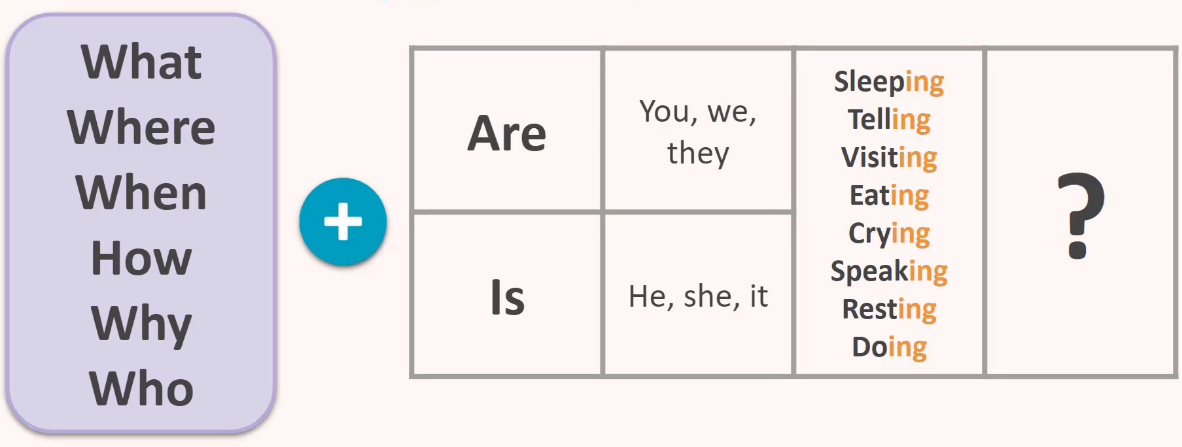 What
Where
When
How
Why
Who
+
Are
You, we,
they
Is
He, she, it
Sleeping
Telling
Visiting
Eating
Crying
Speaking
Resting
Doing
?